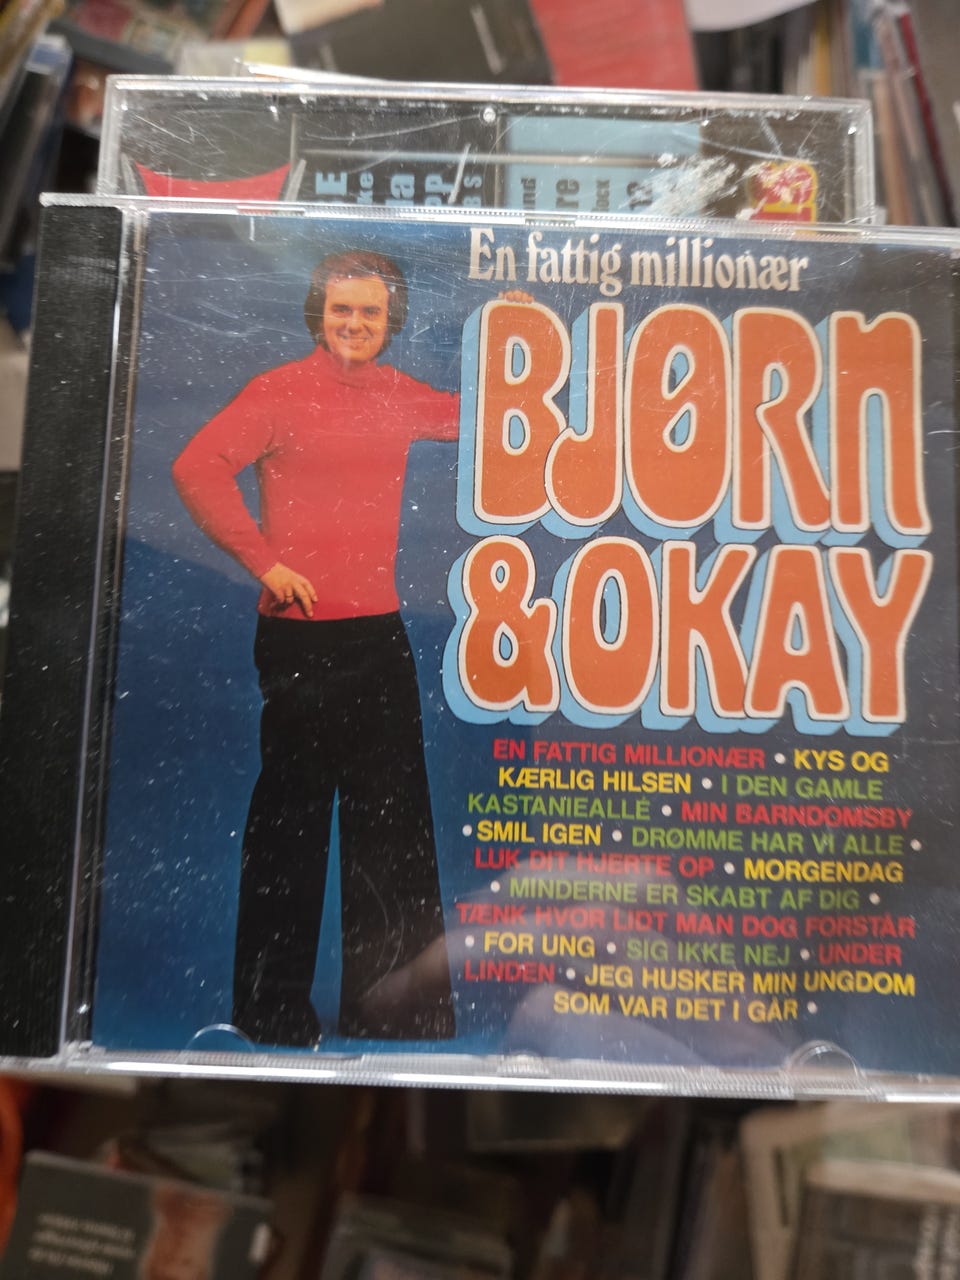 En fattig millionær
BJØRN
&OKAY
EN FATTIG MILLIONÆR • KYS OG
KÆRLIG HILSEN • I DEN GAMLE
KASTANIEALLÉ • MIN BARNDOMSBY
• SMIL IGEN • DRØMME HAR VI ALLE •
LUK DIT HJERTE OP • MORGENDAG
• MINDERNE ER SKABT AF DIG •
TÆNK HVOR LIDT MAN DOG FORSTÅR
• FOR UNG • SIG IKKE NEJ • UNDER
LINDEN • JEG HUSKER MIN UNGDOM
SOM VAR DET I GÅR •